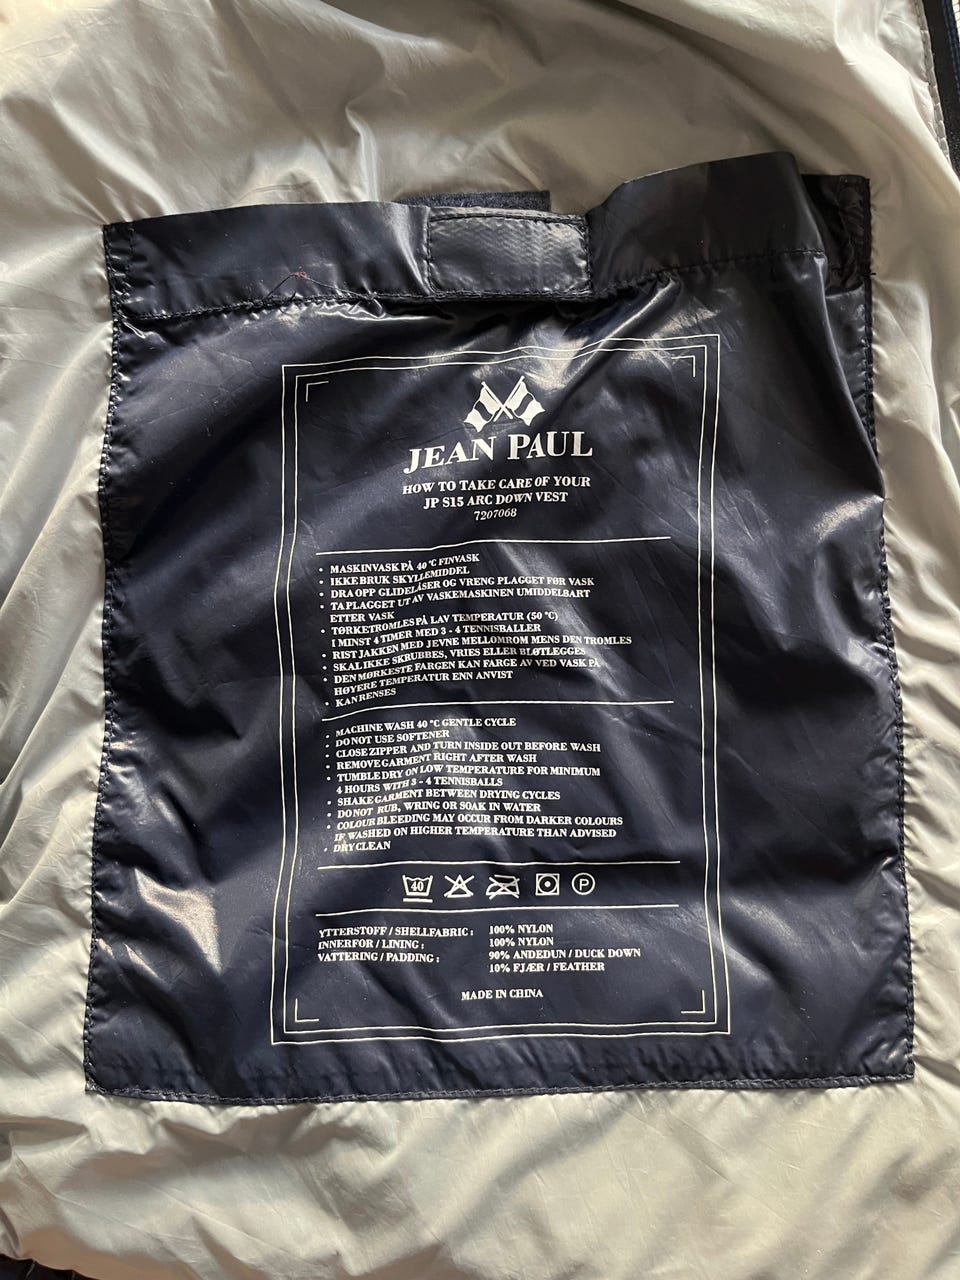 JEAN PAUL
HOW TO TAKE CARE OF YOUR
JP S15 ARC DOWN VEST
7207068
• MASKINVASK PÅ 40 °C FINVASK
• IKKE BRUK SKYLLEMIDDEL
• DRA OPP GLIDELÅSER OG VRENG PLAGGET FØR VASK
• TA PLAGGET UT AV VASKEMASKINEN UMIDDELBART
ETTER VASK
• TØRKETROMLES PÅ LAV TEMPERATUR (50 °C)
I MINST 4 TIMER MED 3 - 4 TENNISBALLER
• RIST JAKKEN MED JEVNE MELLOMROM MENS DEN TROMLES
• SKAL IKKE SKRUBBES, VRIES ELLER BLØTLEGGES
• DEN MØRKESTE FARGEN KAN FARGE AV VED VASK PÅ
HØYERE TEMPERATUR ENN ANVIST
• KAN RENSES
• MACHINE WASH 40 °C GENTLE CYCLE
• DO NOT USE SOFTENER
• CLOSE ZIPPER AND TURN INSIDE OUT BEFORE WASH
• REMOVE GARMENT RIGHT AFTER WASH
• TUMBLE DRY ON LOW TEMPERATURE FOR MINIMUM
4 HOURS WITH 3 - 4 TENNISBALLS
• SHAKE GARMENT BETWEEN DRYING CYCLES
• DO NOT RUB, WRING OR SOAK IN WATER
• COLOUR BLEEDING MAY OCCUR FROM DARKER COLOURS
IF WASHED ON HIGHER TEMPERATURE THAN ADVISED
• DRY CLEAN
40 P
YTTERSTOFF / SHELLFABRIC : 100% NYLON
INNERFOR / LINING : 100% NYLON
VATTERING / PADDING : 90% ANDEDUN / DUCK DOWN
10% FJÆR / FEATHER
MADE IN CHINA